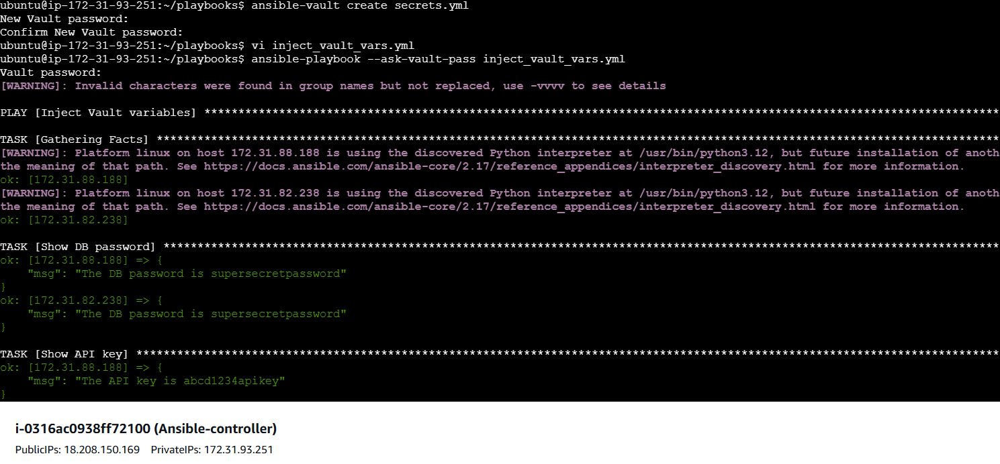 ubuntu@ip-172-31-93-251:~/playbooks$ ansible-vault create secrets.yml
New Vault password:
Confirm New Vault password:
ubuntu@ip-172-31-93-251:~/playbooks$ vi inject_vault_vars.yml
ubuntu@ip-172-31-93-251:~/playbooks$ ansible-playbook --ask-vault-pass inject_vault_vars.yml
Vault password:
[WARNING]: Invalid characters were found in group names but not replaced, use -vvvv to see details
PLAY [Inject Vault variables] *********************************************************************************************************************
TASK [Gathering Facts] ****************************************************************************************************************************
[WARNING]: Platform linux on host 172.31.88.188 is using the discovered Python interpreter at /usr/bin/python3.12, but future installation of anoth
the meaning of that path. See https://docs.ansible.com/ansible-core/2.17/reference_appendices/interpreter_discovery.html for more information.
ok: [172.31.88.188]
[WARNING]: Platform linux on host 172.31.82.238 is using the discovered Python interpreter at /usr/bin/python3.12, but future installation of anoth
the meaning of that path. See https://docs.ansible.com/ansible-core/2.17/reference_appendices/interpreter_discovery.html for more information.
ok: [172.31.82.238]
TASK [Show DB password] ***************************************************************************************************************************
ok: [172.31.88.188] => {
    "msg": "The DB password is supersecretpassword"
}
ok: [172.31.82.238] => {
    "msg": "The DB password is supersecretpassword"
}
TASK [Show API key] *******************************************************************************************************************************
ok: [172.31.88.188] => {
    "msg": "The API key is abcd1234apikey"
}
i-0316ac0938ff72100 (Ansible-controller)
PublicIPs: 18.208.150.169 PrivateIPs: 172.31.93.251